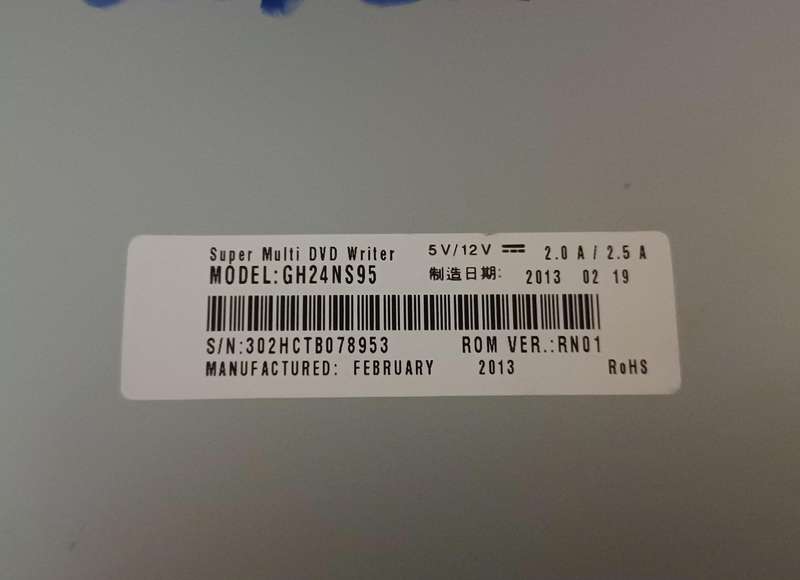 Super Multi DVD Writer 5V/12V 2.0 A / 2.5 A
MODEL:GH24NS95 制造日期: 2013 02 19
S/N:302HCTB078953 ROM VER.:RN01
MANUFACTURED: FEBRUARY 2013 RoHS